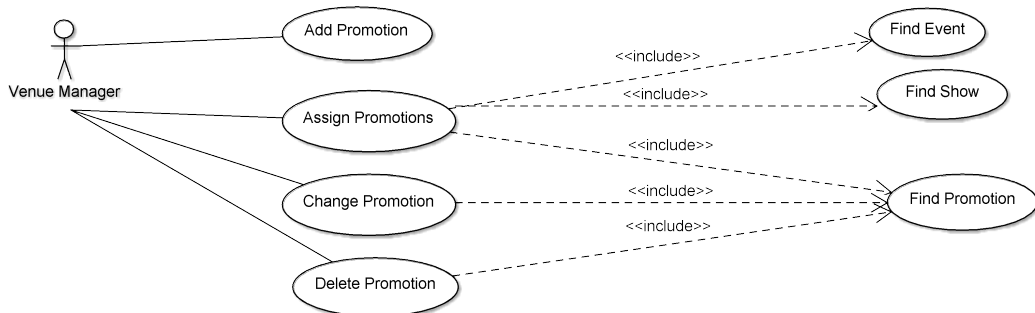 Add Promotion
Find Event
<<include>>
Venue Manager
<<include>>
Find Show
Assign Promotions
<<include>>
<<include>>
Change Promotion
Find Promotion
<<include>>
Delete Promotion